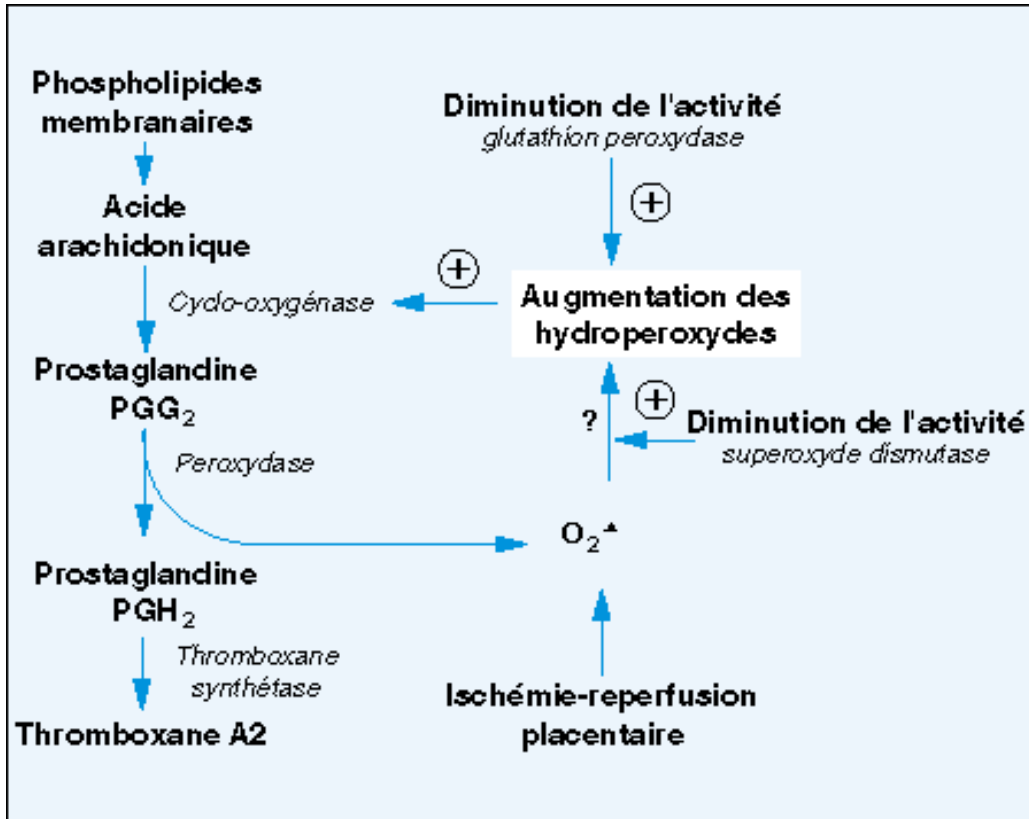 Phospholipides
membranaires
Acide
arachidonique
Cyclo-oxygénase
Prostaglandine
PGG₂
Peroxydase
Prostaglandine
PGH₂
Thromboxane
synthétase
Thromboxane A2
Diminution de l'activité
glutathion peroxydase
+
+
Augmentation des
hydroperoxydes
?
+
Diminution de l'activité
superoxyde dismutase
O₂▲
Ischémie-reperfusion
placentaire